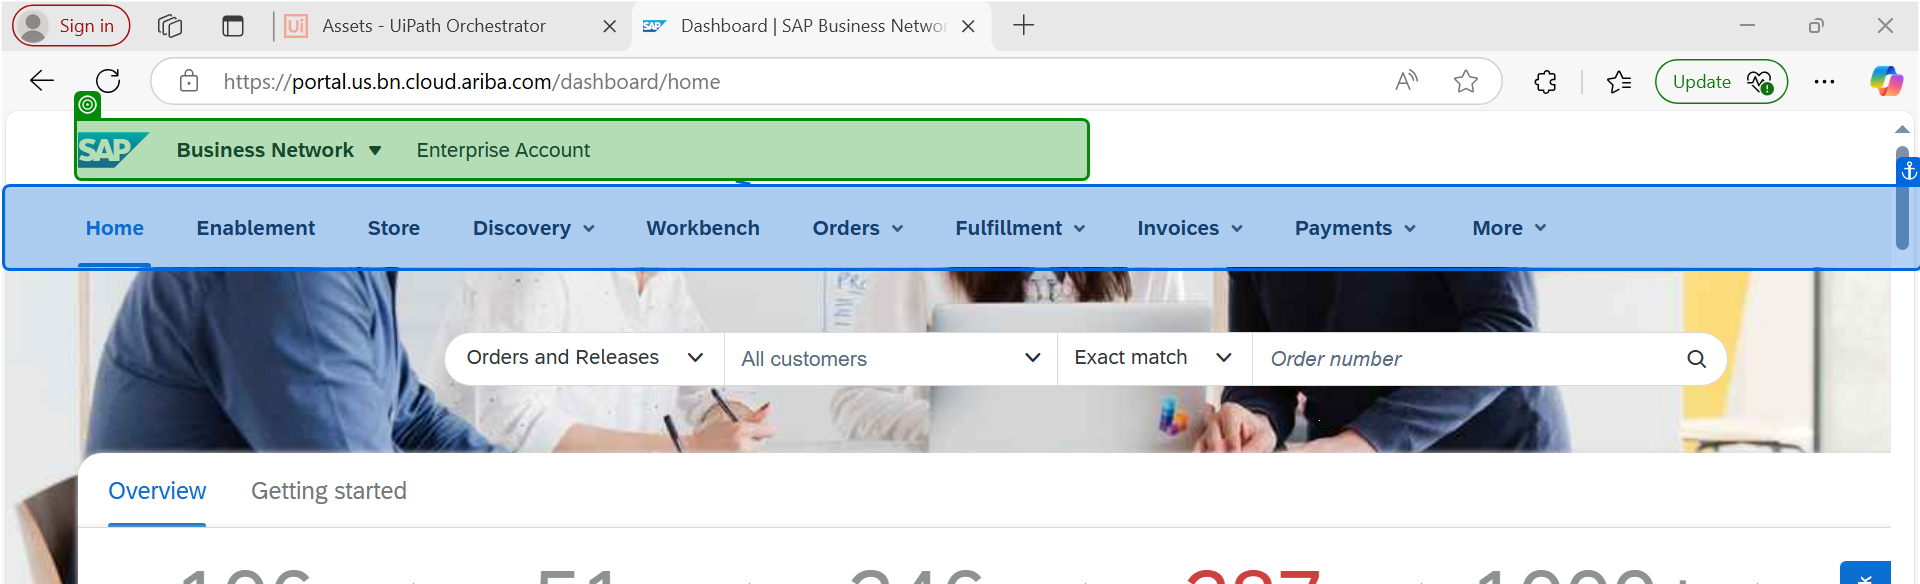 Sign in
Assets - UiPath Orchestrator
Dashboard | SAP Business Networ
https://portal.us.bn.cloud.ariba.com/dashboard/home
Update
SAP Business Network Enterprise Account
Home Enablement Store Discovery Workbench Orders Fulfillment Invoices Payments More
Orders and Releases All customers Exact match Order number
Overview Getting started